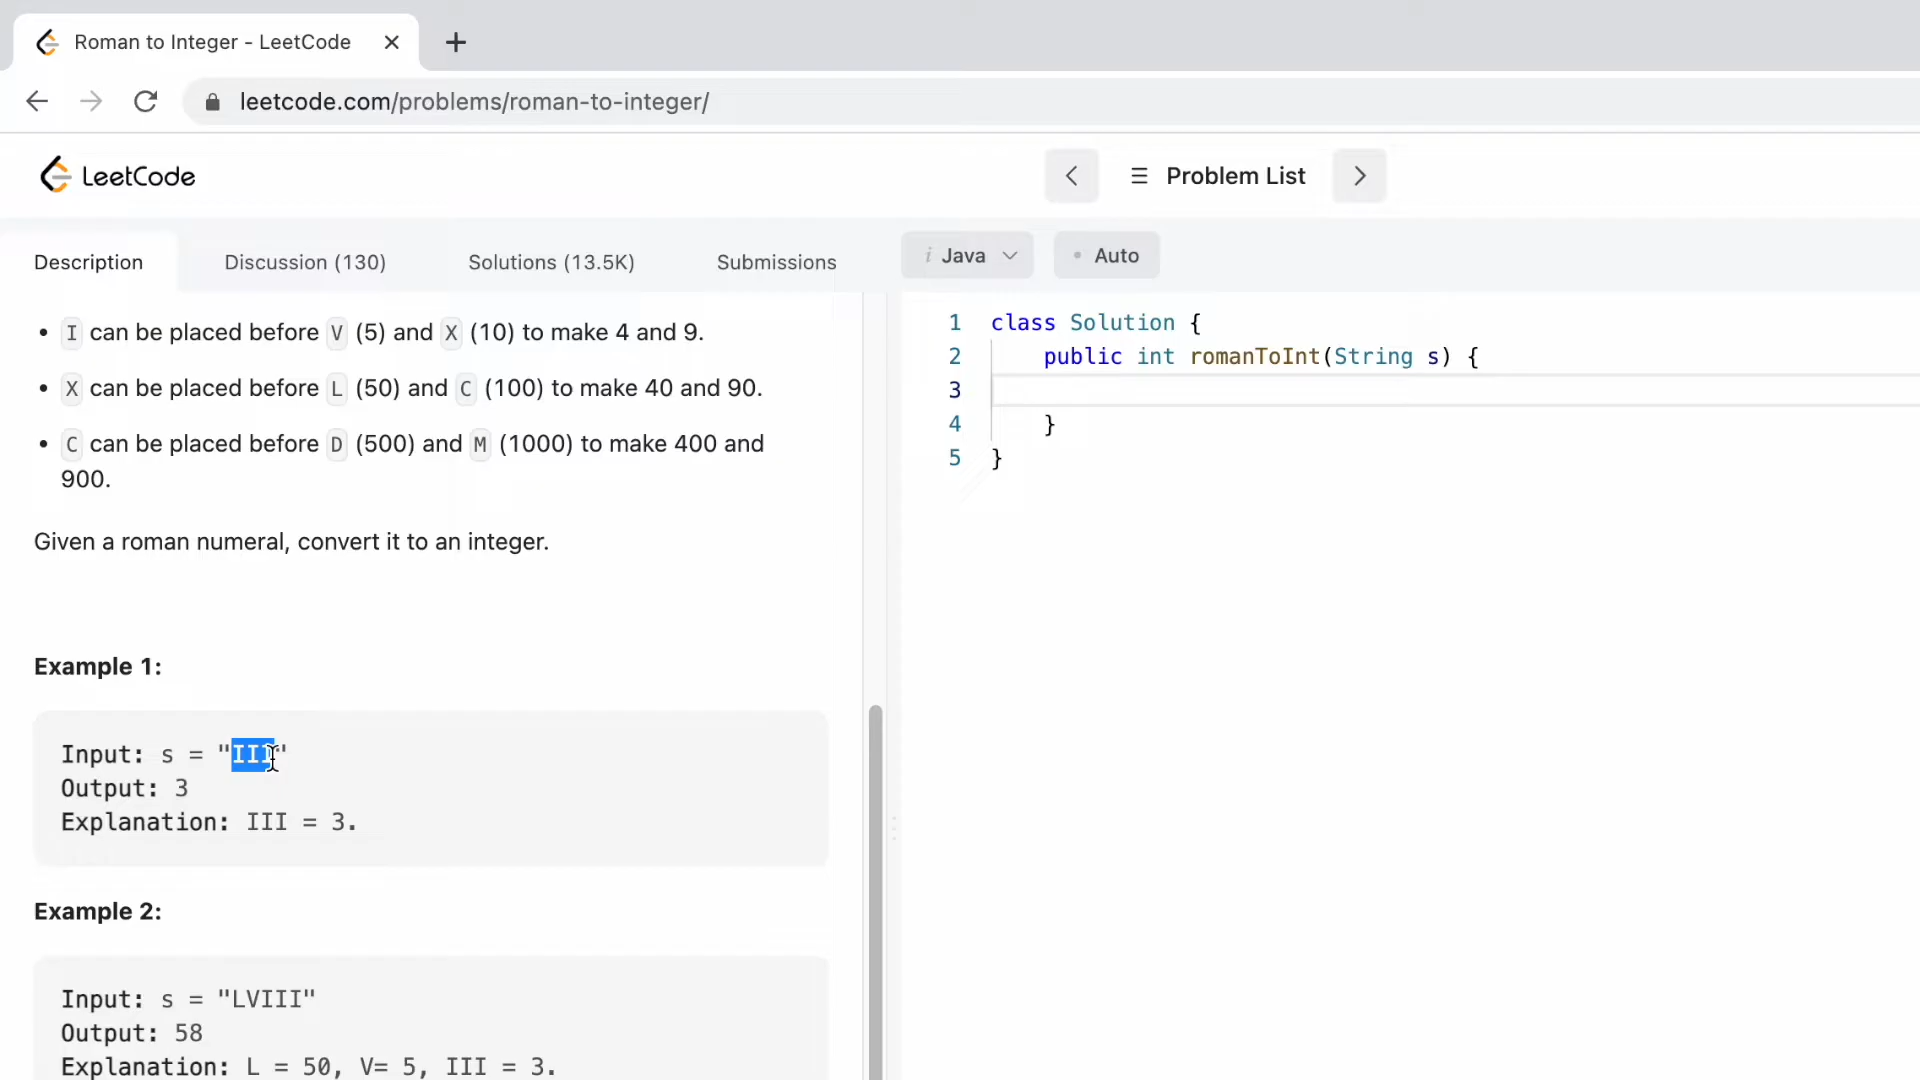 Roman to Integer - LeetCode
leetcode.com/problems/roman-to-integer/
LeetCode
Problem List
Description Discussion (130) Solutions (13.5K) Submissions
i Java Auto
• I can be placed before V (5) and X (10) to make 4 and 9.
• X can be placed before L (50) and C (100) to make 40 and 90.
• C can be placed before D (500) and M (1000) to make 400 and
900.
Given a roman numeral, convert it to an integer.
Example 1:
Input: s = "III"
Output: 3
Explanation: III = 3.
Example 2:
Input: s = "LVIII"
Output: 58
Explanation: L = 50, V= 5, III = 3.
1 class Solution {
2 public int romanToInt(String s) {
3
4 }
5 }